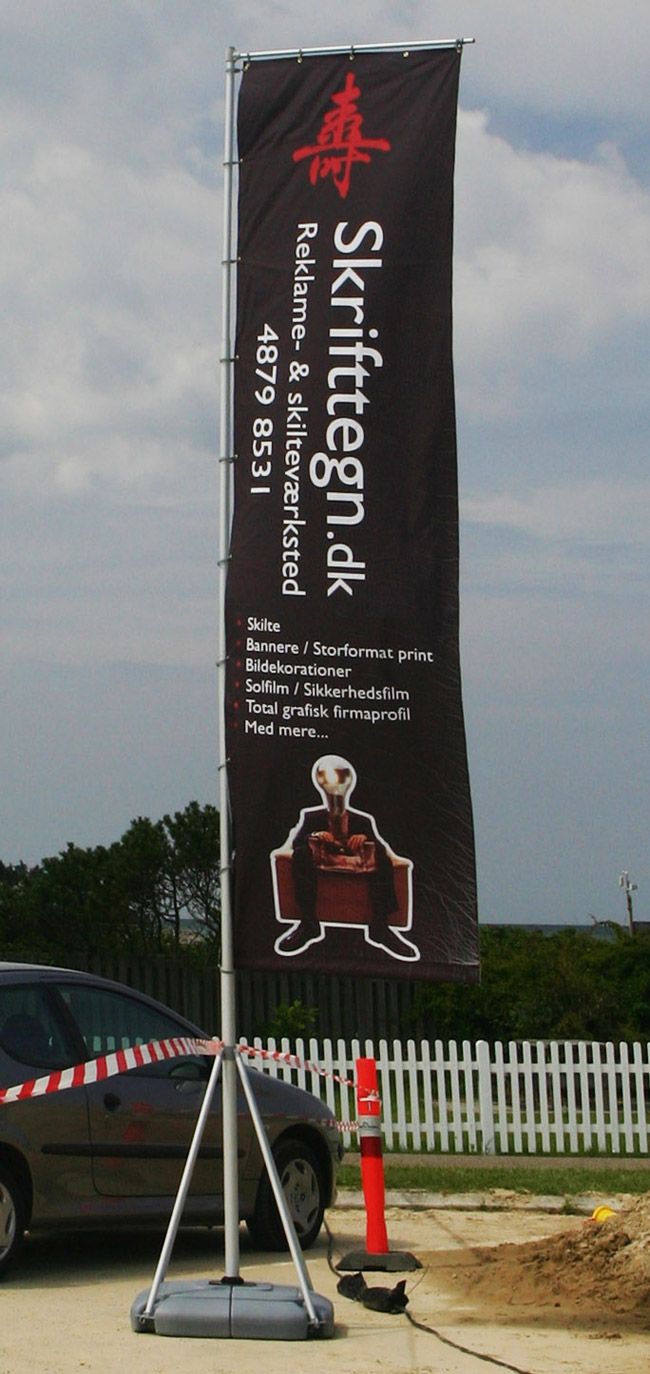 壽
Skrifttegn.dk
Reklame- & skilteværksted
4879 8531
Skilte
Bannere / Storformat print
Bildekorationer
Solfilm / Sikkerhedsfilm
Total grafisk firmaprofil
Med mere...